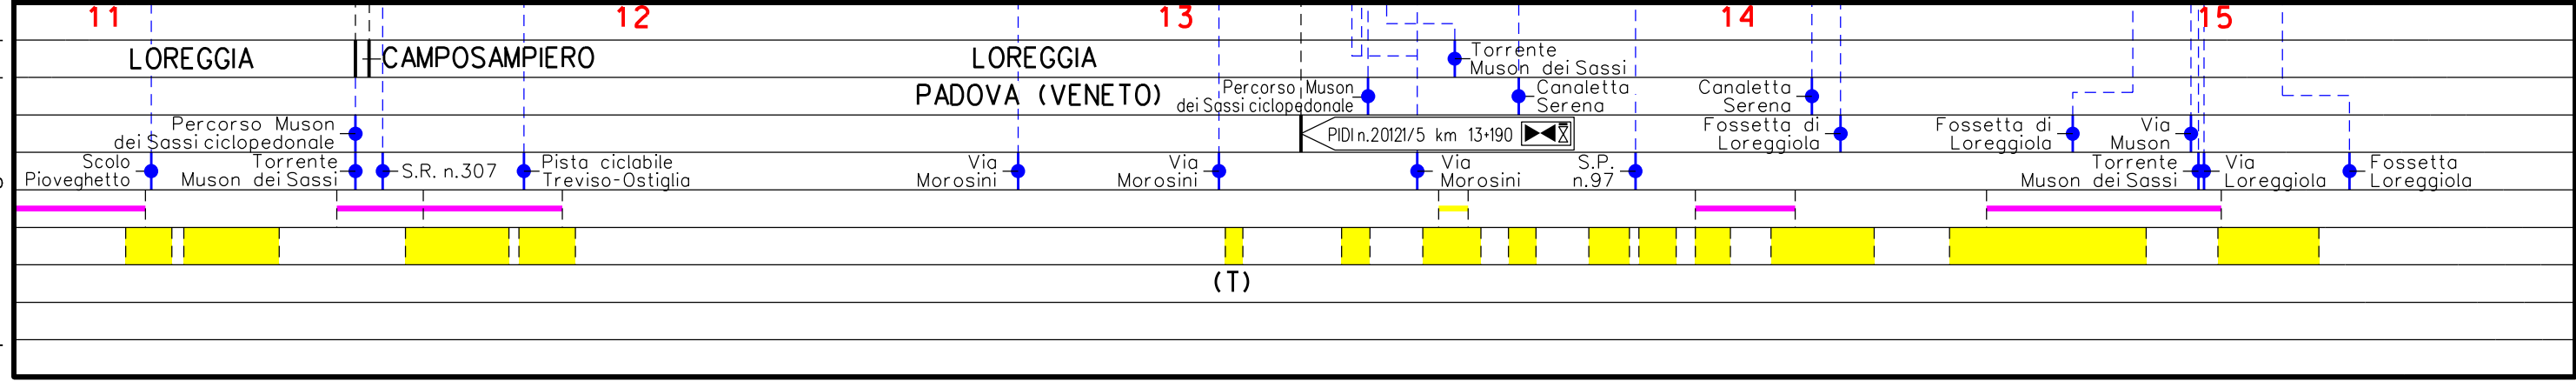 11 12 13 14 15
LOREGGIA CAMPOSAMPIERO LOREGGIA Torrente
Muson dei Sassi
PADOVA (VENETO) Percorso Muson
dei Sassi ciclopedonale
Canaletta
Serena
Canaletta
Serena
Percorso Muson
dei Sassi ciclopedonale
PIDI n.20121/5 km 13+190
Fossetta di
Loreggiola
Fossetta di
Loreggiola
Via
Muson
Scolo
Pioveghetto
Torrente
Muson dei Sassi
S.R. n.307
Pista ciclabile
Treviso-Ostiglia
Via
Morosini
Via
Morosini
Via
Morosini
S.P.
n.97
Torrente
Muson dei Sassi
Via
Loreggiola
Fossetta
Loreggiola
(T)